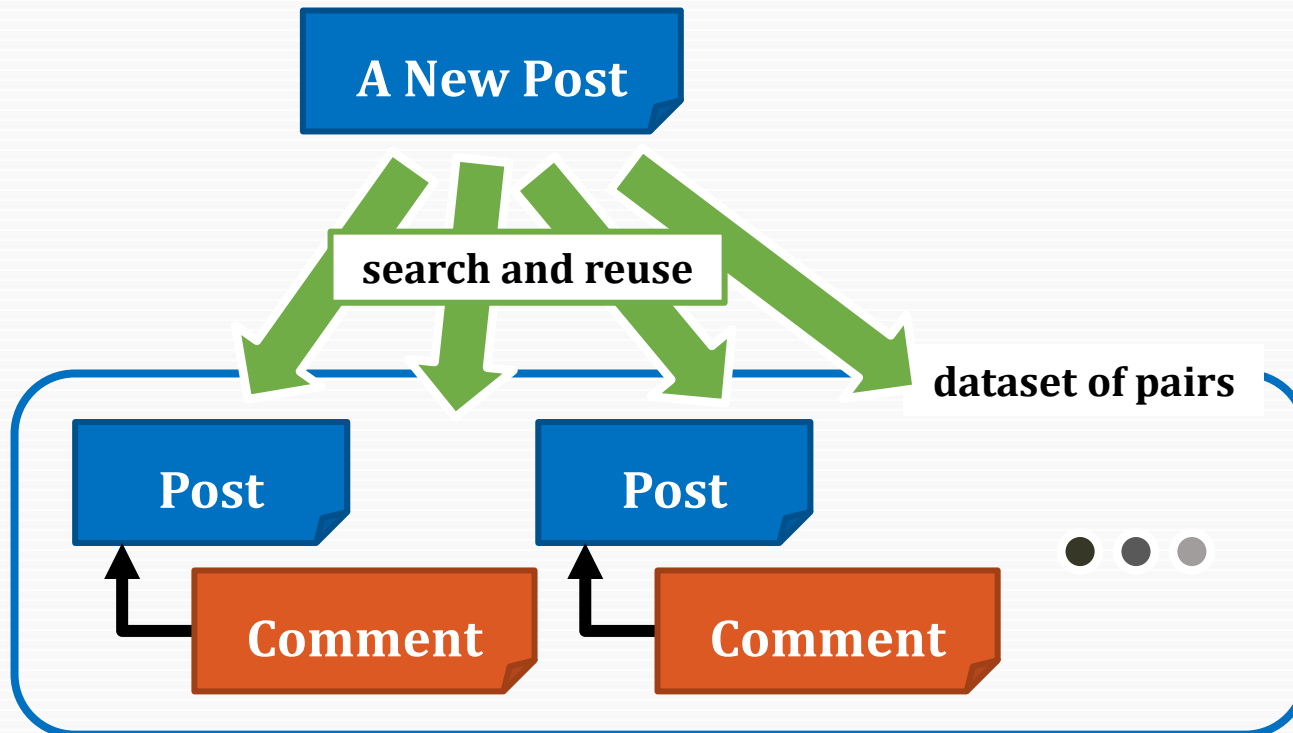 A New Post
search and reuse
dataset of pairs
Post
Post
Comment
Comment